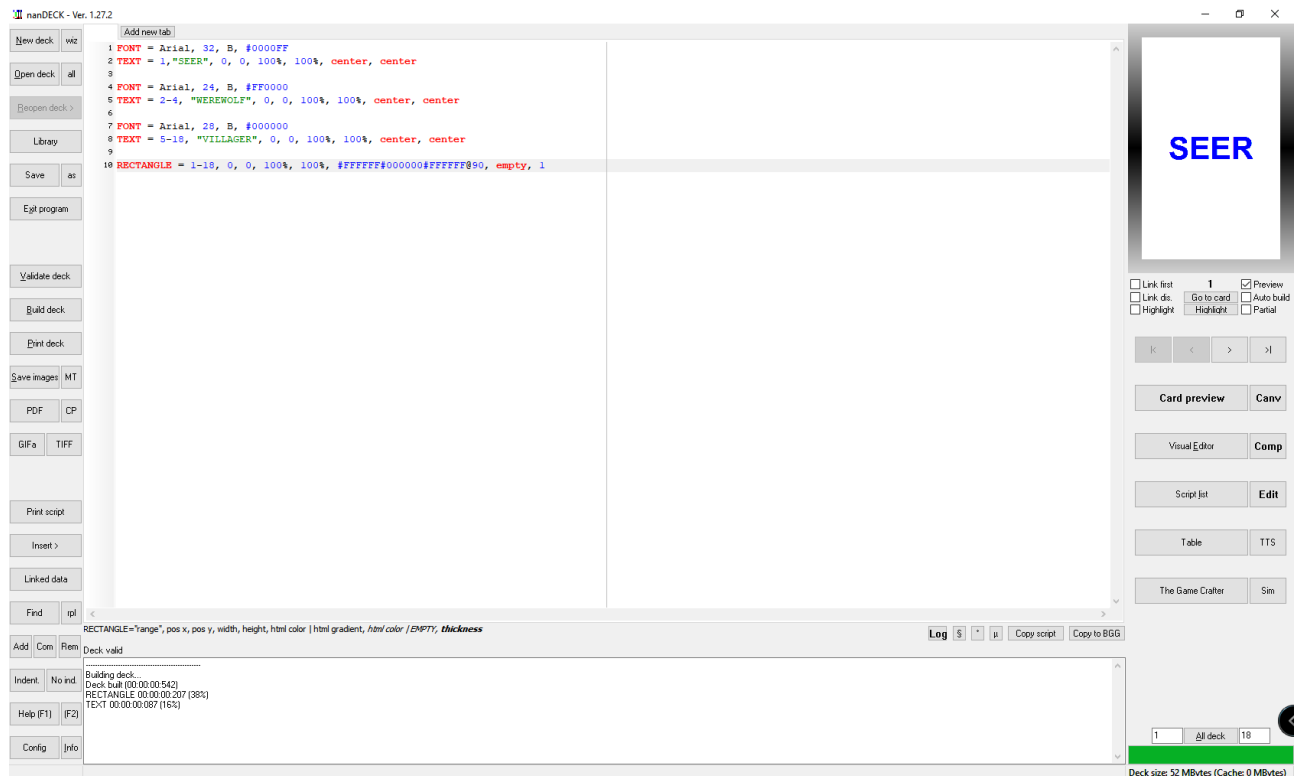 nanDECK - Ver. 1.27.2
New deck wiz
Open deck all
Reopen deck >
Library
Save as
Exit program
Validate deck
Build deck
Print deck
Save images MT
PDF CP
GIFa TIFF
Print script
Insert >
Linked data
Find rpl
Add Com Rem
Indent. No ind.
Help (F1) (F2)
Config Info
Add new tab
1 FONT = Arial, 32, B, #0000FF
2 TEXT = 1,"SEER", 0, 0, 100%, 100%, center, center
3
4 FONT = Arial, 24, B, #FF0000
5 TEXT = 2-4, "WEREWOLF", 0, 0, 100%, 100%, center, center
6
7 FONT = Arial, 28, B, #000000
8 TEXT = 5-18, "VILLAGER", 0, 0, 100%, 100%, center, center
9
10 RECTANGLE = 1-18, 0, 0, 100%, 100%, #FFFFFF#000000#FFFFFF@90, empty, 1
RECTANGLE="range", pos x, pos y, width, height, html color | html gradient, html color / EMPTY, thickness
Log § * µ Copy script Copy to BGG
Deck valid
--------------------------------------------------
Building deck...
Deck built (00:00:00:542)
RECTANGLE 00:00:00:207 (38%)
TEXT 00:00:00:087 (16%)
SEER
Link first 1 Preview
Link dis. Go to card Auto build
Highlight Highlight Partial
|< < > >|
Card preview Canv
Visual Editor Comp
Script list Edit
Table TTS
The Game Crafter Sim
1 All deck 18
Deck size: 52 MBytes (Cache: 0 MBytes)